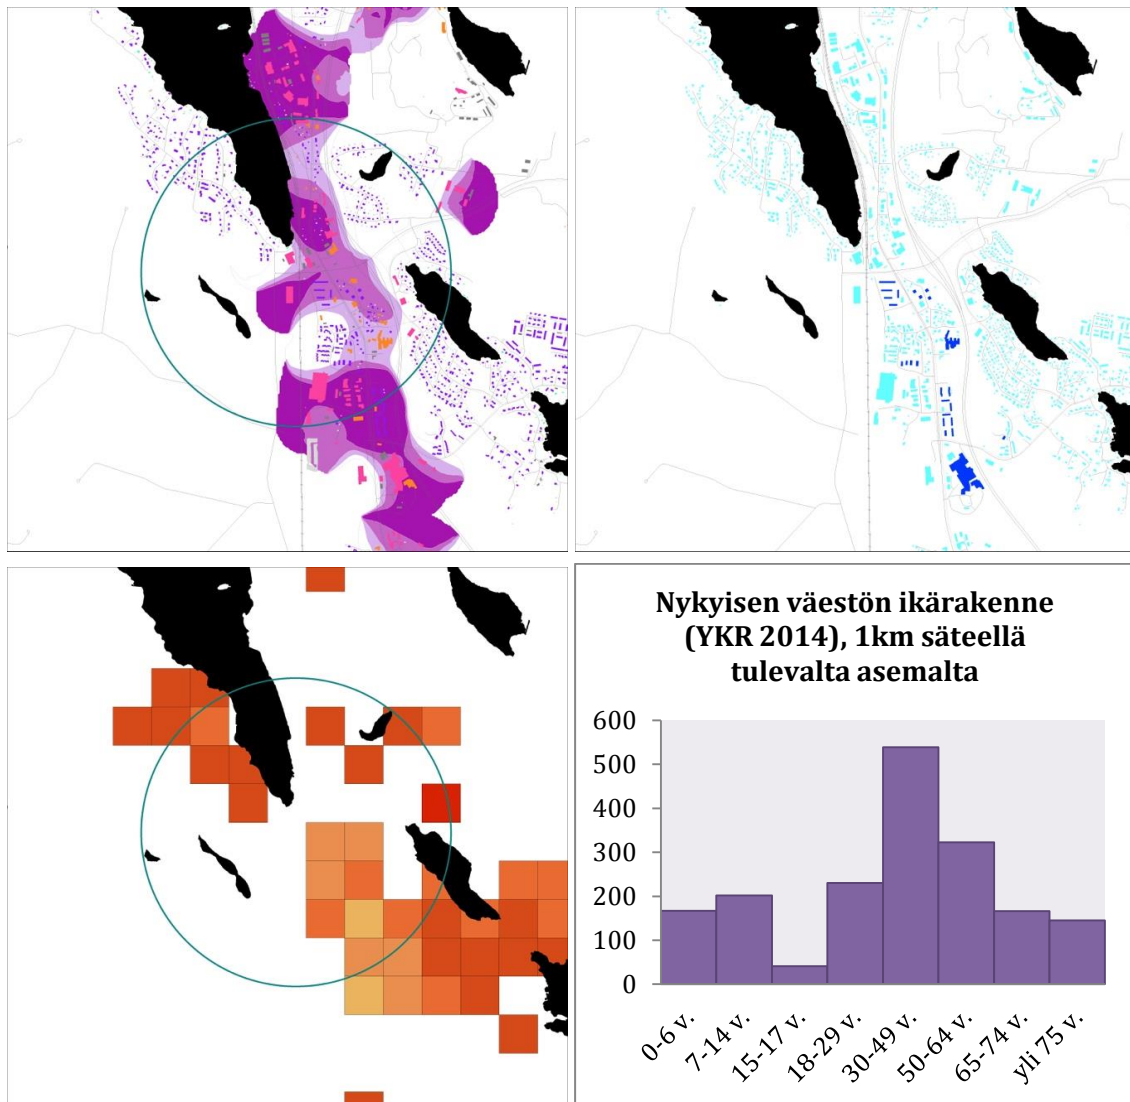 Nykyisen väestön ikärakenne
(YKR 2014), 1km säteellä
tulevalta asemalta
600
500
400
300
200
100
0
0-6 v.
7-14 v.
15-17 v.
18-29 v.
30-49 v.
50-64 v.
65-74 v.
yli 75 v.